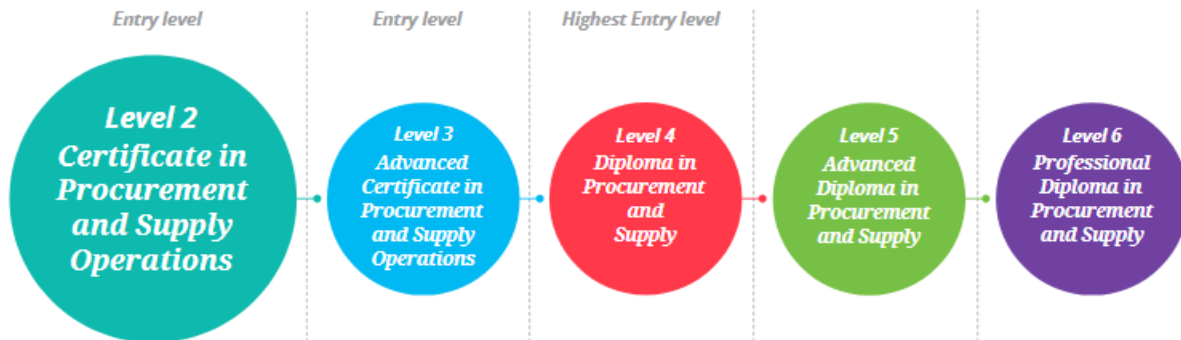 Entry level
Entry level
Highest Entry level
Level 2
Certificate in
Procurement
and Supply
Operations
Level 3
Advanced
Certificate in
Procurement
and Supply
Operations
Level 4
Diploma in
Procurement
and
Supply
Level 5
Advanced
Diploma in
Procurement
and Supply
Level 6
Professional
Diploma in
Procurement
and Supply